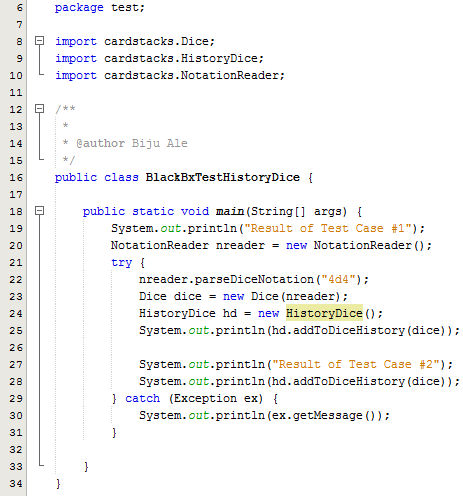 6 package test;
7
8 import cardstacks.Dice;
9 import cardstacks.HistoryDice;
10 import cardstacks.NotationReader;
11
12 /**
13  *
14  * @author Biju Ale
15  */
16 public class BlackBxTestHistoryDice {
17
18     public static void main(String[] args) {
19         System.out.println("Result of Test Case #1");
20         NotationReader nreader = new NotationReader();
21         try {
22             nreader.parseDiceNotation("4d4");
23             Dice dice = new Dice(nreader);
24             HistoryDice hd = new HistoryDice();
25             System.out.println(hd.addToDiceHistory(dice));
26
27             System.out.println("Result of Test Case #2");
28             System.out.println(hd.addToDiceHistory(dice));
29         } catch (Exception ex) {
30             System.out.println(ex.getMessage());
31         }
32
33     }
34 }